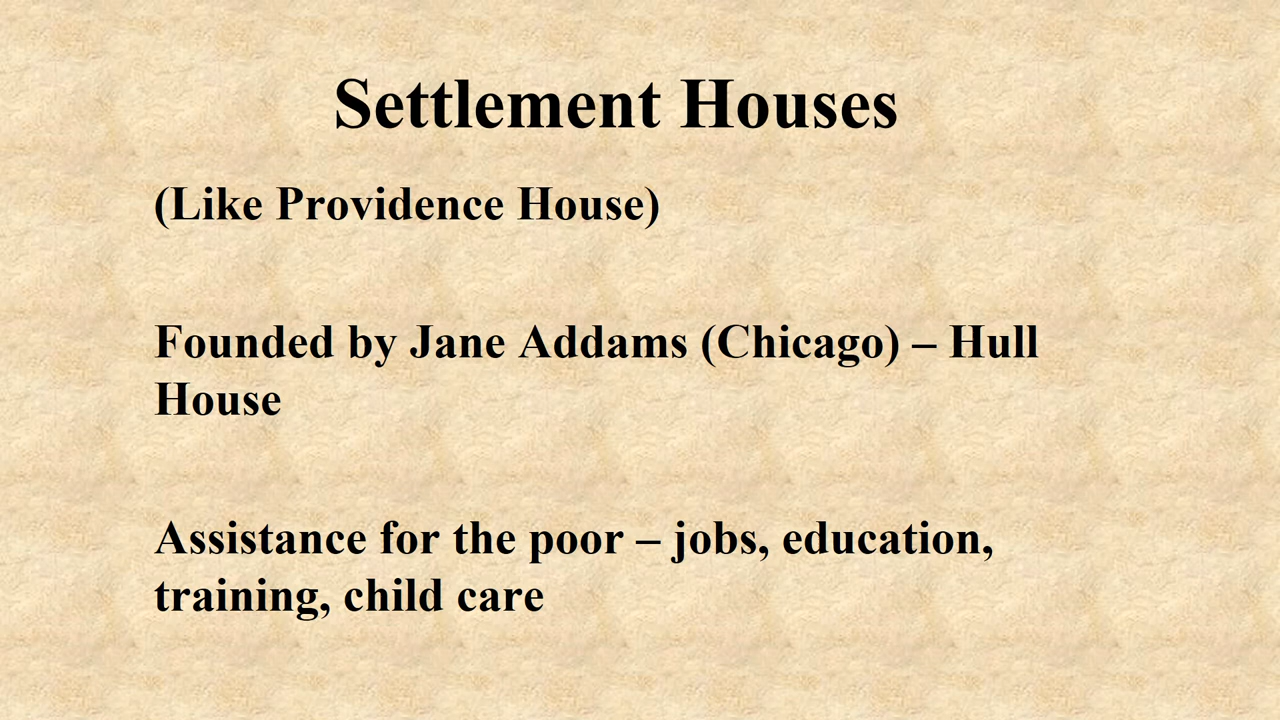 Settlement Houses
(Like Providence House)
Founded by Jane Addams (Chicago) – Hull
House
Assistance for the poor – jobs, education,
training, child care